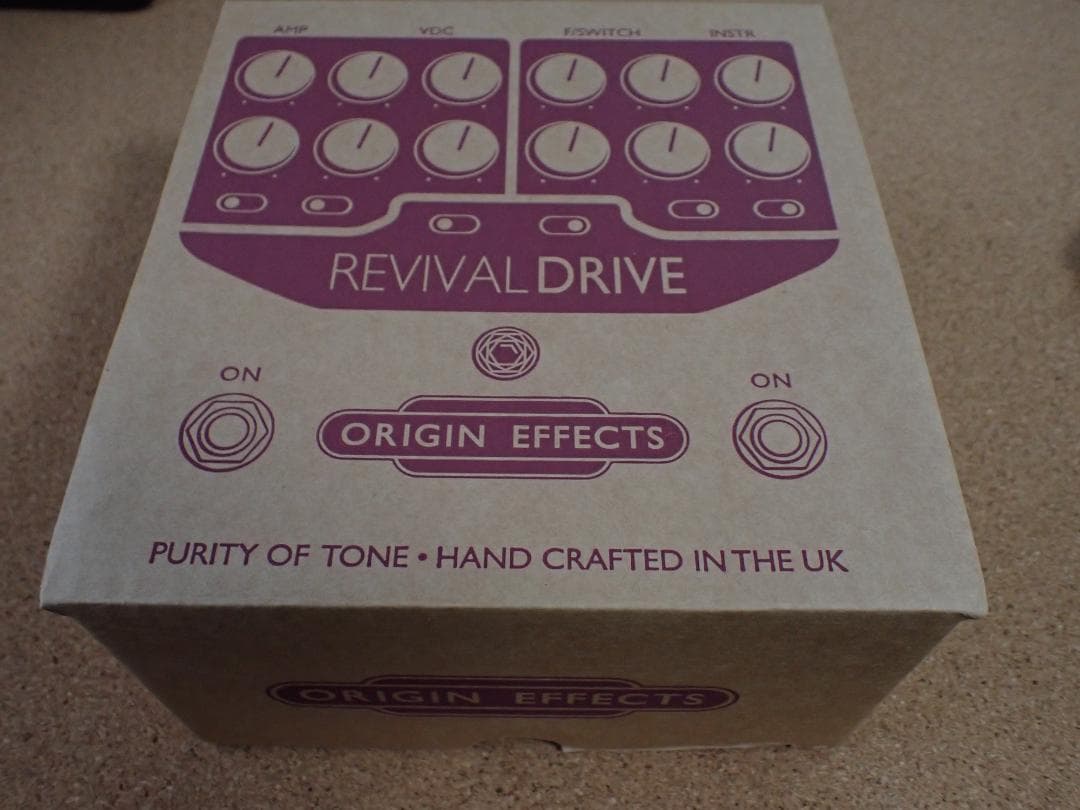 AMP VDC F/SWITCH INSTR
REVIVALDRIVE
ON ON
ORIGIN EFFECTS
PURITY OF TONE • HAND CRAFTED IN THE UK
ORIGIN EFFECTS